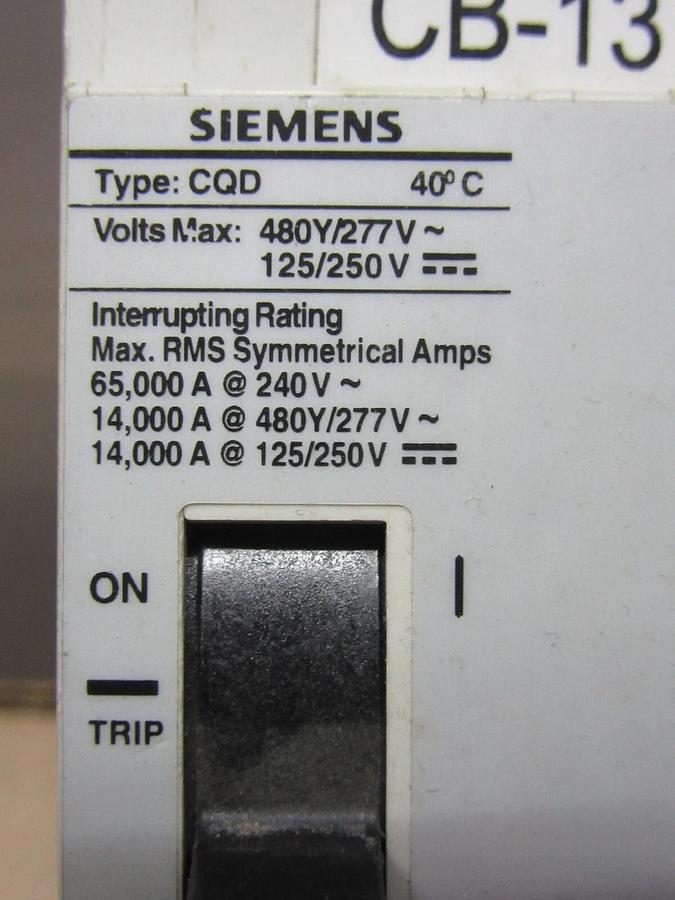 CB-13
SIEMENS
Type: CQD 40°C
Volts Max: 480Y/277V ~
125/250V ⎓
Interrupting Rating
Max. RMS Symmetrical Amps
65,000 A @ 240V ~
14,000 A @ 480Y/277V ~
14,000 A @ 125/250V ⎓
ON |
TRIP